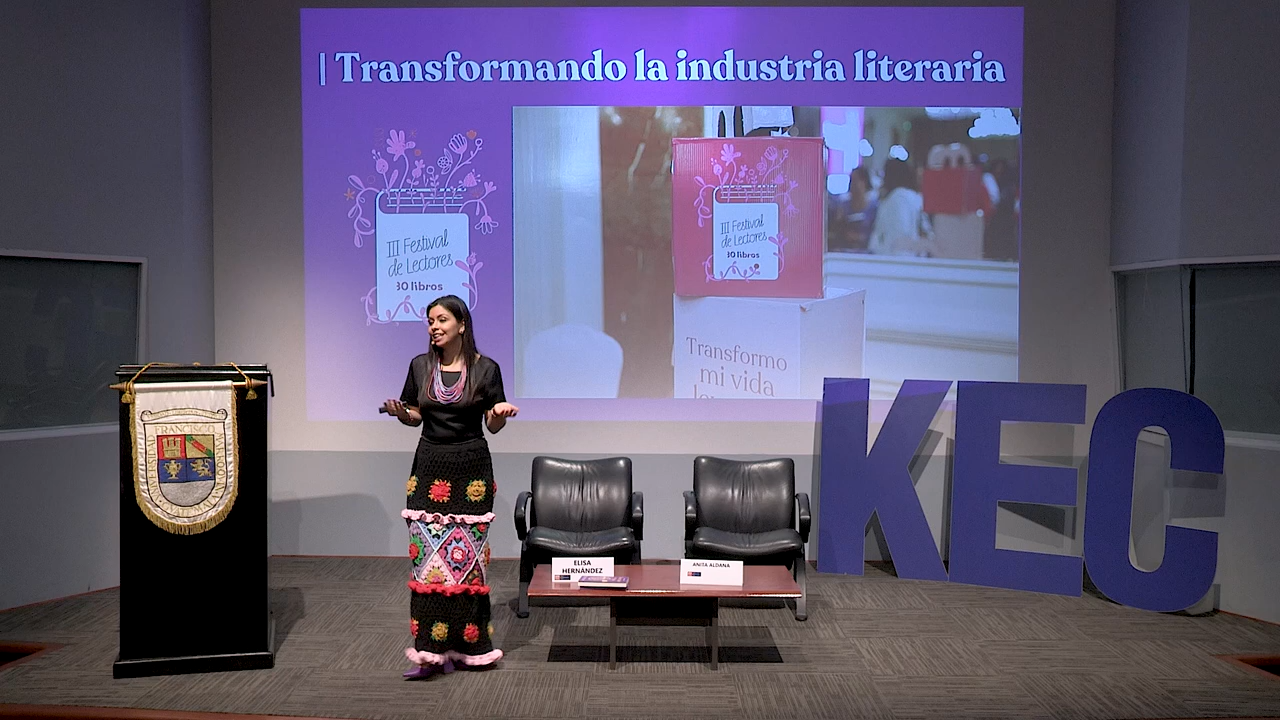 | Transformando la industria literaria
III Festival
de Lectores
30 libros
III Festival
de Lectores
30 libros
Transformo
mi vida
KEC
FRANCISCO
ELISA
HERNÁNDEZ
ANITA ALDANA